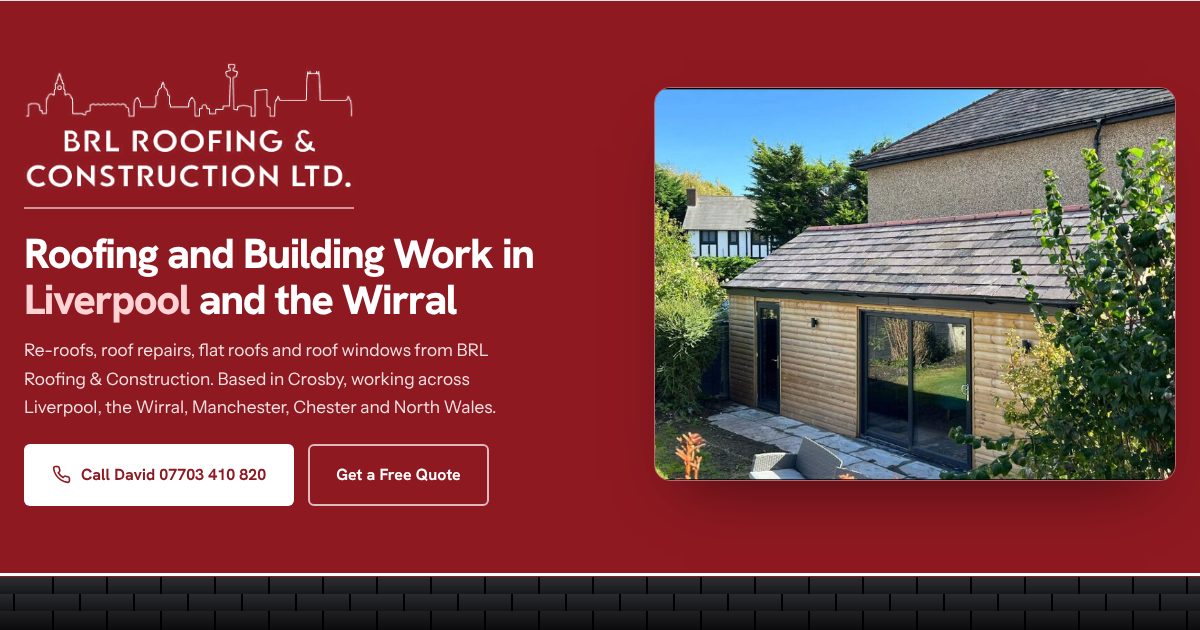 BRL ROOFING &
CONSTRUCTION LTD.
Roofing and Building Work in
Liverpool and the Wirral
Re-roofs, roof repairs, flat roofs and roof windows from BRL
Roofing & Construction. Based in Crosby, working across
Liverpool, the Wirral, Manchester, Chester and North Wales.
Call David 07703 410 820
Get a Free Quote